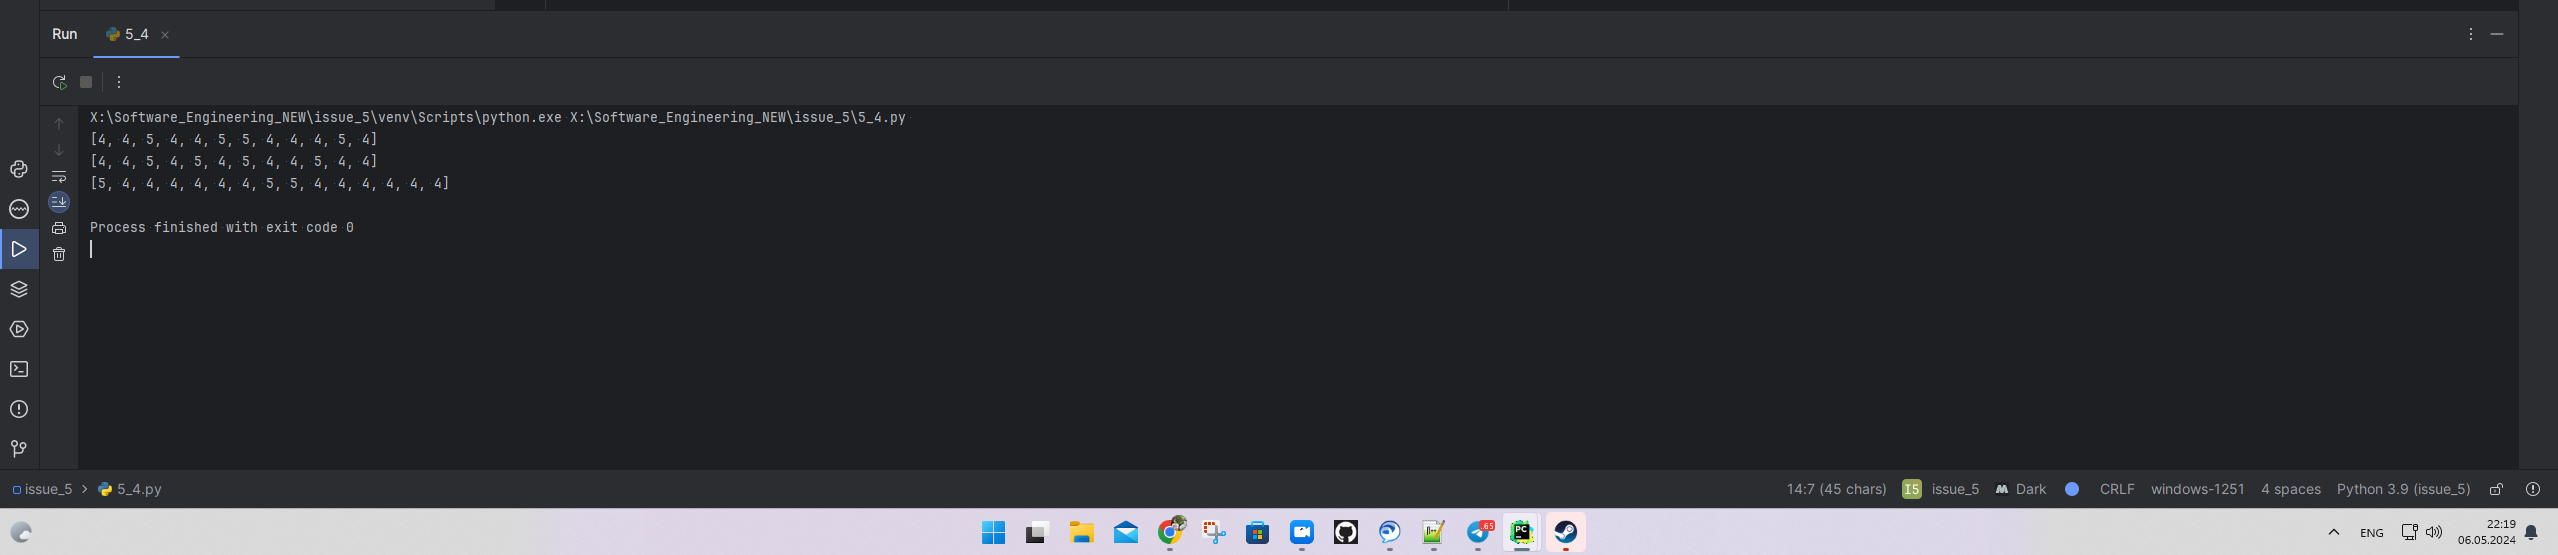 Run 5_4
X:\Software_Engineering_NEW\issue_5\venv\Scripts\python.exe X:\Software_Engineering_NEW\issue_5\5_4.py
[4, 4, 5, 4, 4, 5, 5, 4, 4, 4, 5, 4]
[4, 4, 5, 4, 5, 4, 5, 4, 4, 5, 4, 4]
[5, 4, 4, 4, 4, 4, 4, 5, 5, 4, 4, 4, 4, 4, 4]
Process finished with exit code 0
issue_5 > 5_4.py 14:7 (45 chars) I5 issue_5 Dark CRLF windows-1251 4 spaces Python 3.9 (issue_5)
65 PC ENG 22:19
06.05.2024